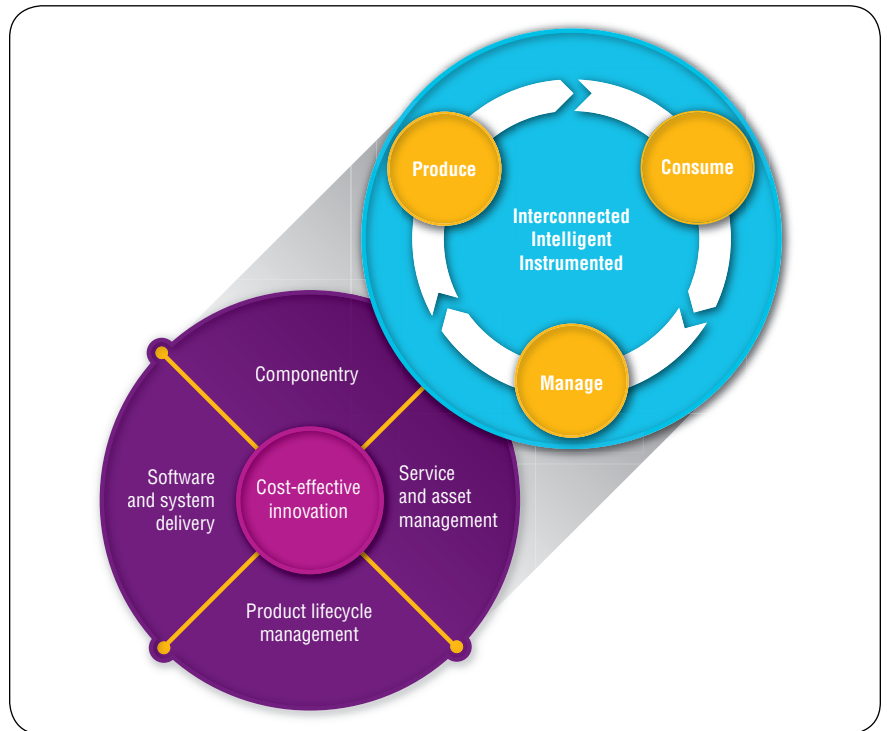 Produce
Consume
Interconnected
Intelligent
Instrumented
Manage
Componentry
Software
and system
delivery
Cost-effective
innovation
Service
and asset
management
Product lifecycle
management